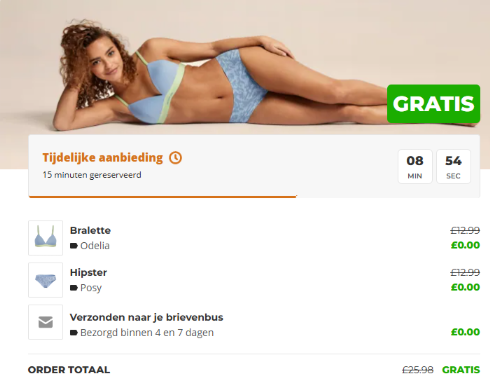 GRATIS
Tijdelijke aanbieding
15 minuten gereserveerd
08 54
MIN SEC
Bralette £12.99
Odelia £0.00
Hipster £12.99
Posy £0.00
Verzonden naar je brievenbus
Bezorgd binnen 4 en 7 dagen £0.00
ORDER TOTAAL £25.98 GRATIS